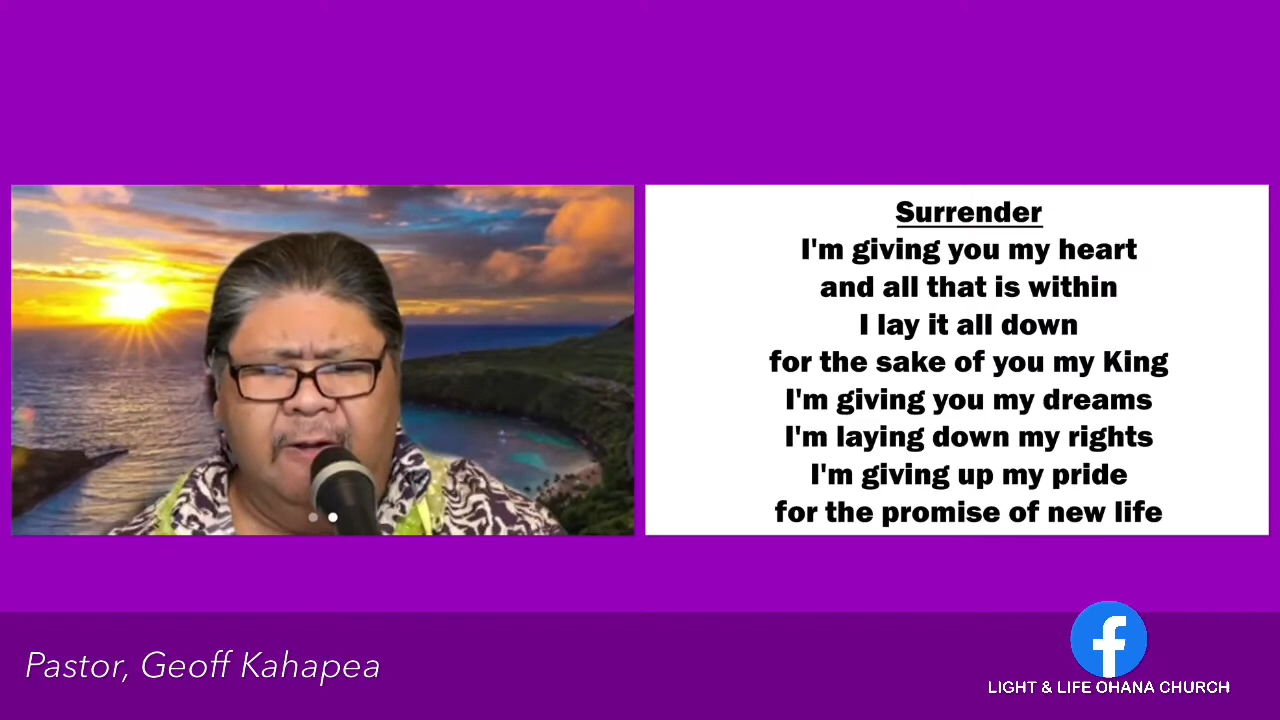 Surrender
I'm giving you my heart
and all that is within
I lay it all down
for the sake of you my King
I'm giving you my dreams
I'm laying down my rights
I'm giving up my pride
for the promise of new life
Pastor, Geoff Kahapea
LIGHT & LIFE OHANA CHURCH